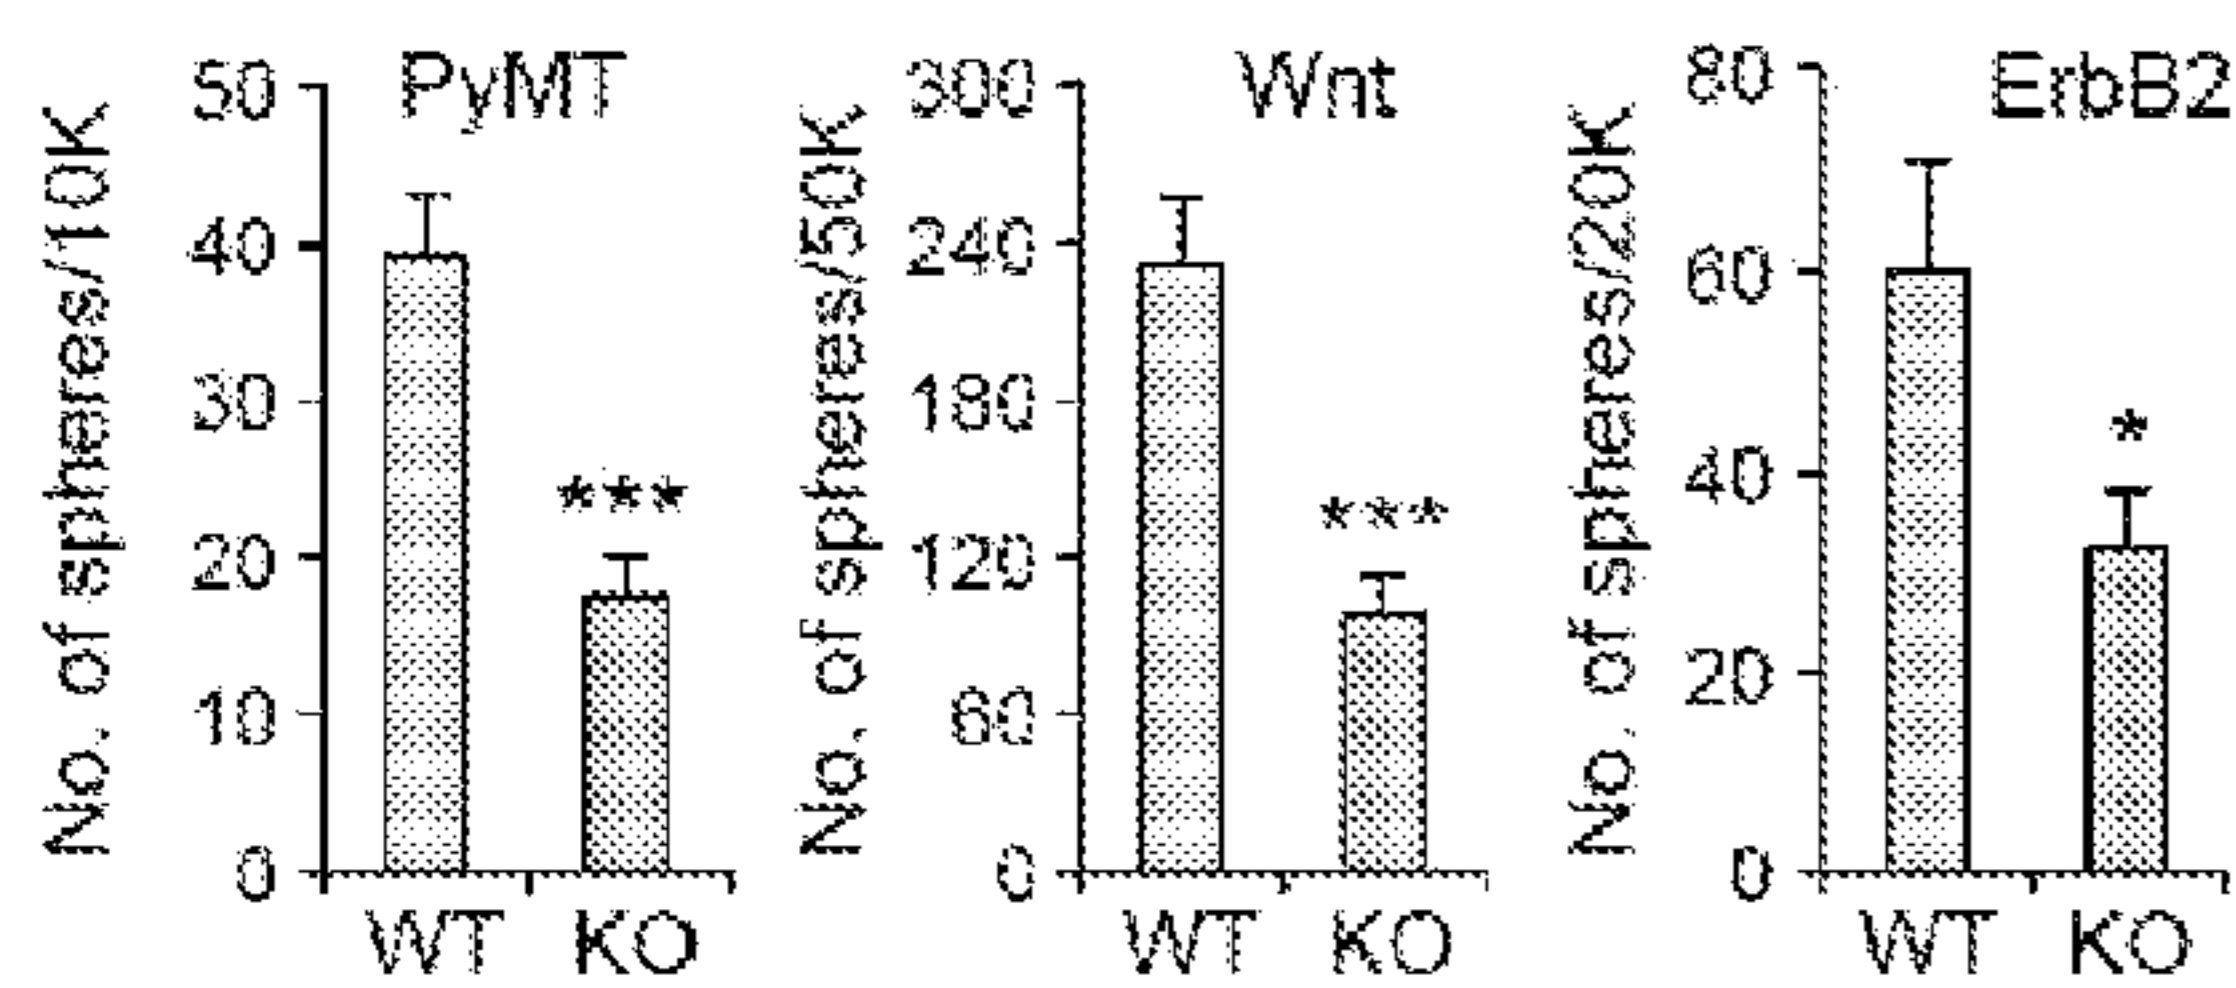 PyMT
No. of spheres/10K
50
40
30
20
10
0
***
WT KO
Wnt
No. of spheres/50K
300
240
180
120
60
0
***
WT KO
ErbB2
No. of spheres/20K
80
60
40
20
0
*
WT KO